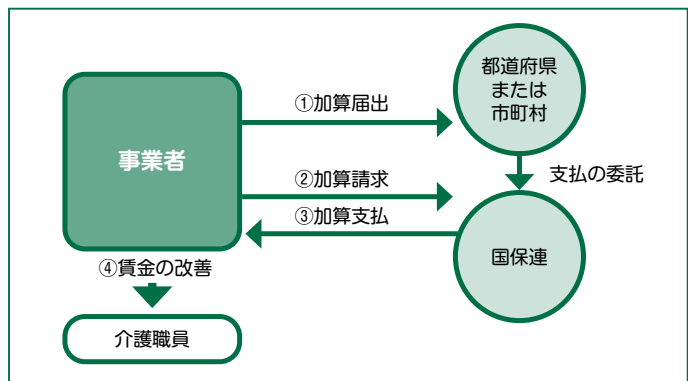 都道府県
または
市町村
①加算届出
事業者
支払の委託
②加算請求
③加算支払
国保連
④賃金の改善
介護職員